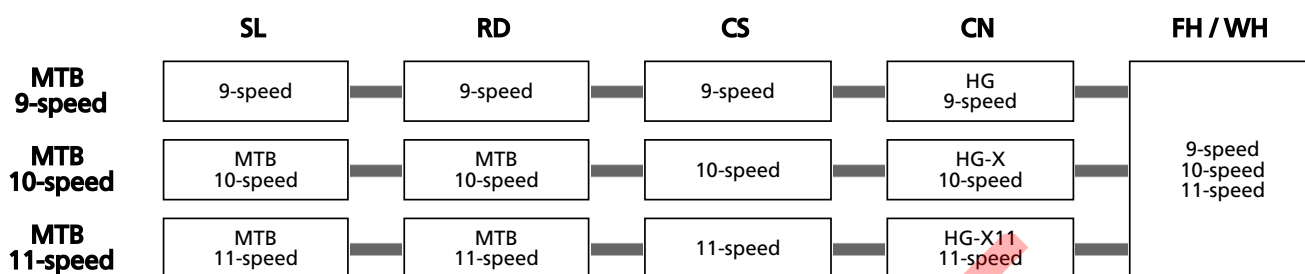 SL RD CS CN FH / WH
MTB
9-speed
9-speed
9-speed
9-speed
HG
9-speed
MTB
10-speed
MTB
10-speed
MTB
10-speed
10-speed
HG-X
10-speed
9-speed
10-speed
11-speed
MTB
11-speed
MTB
11-speed
MTB
11-speed
11-speed
HG-X11
11-speed